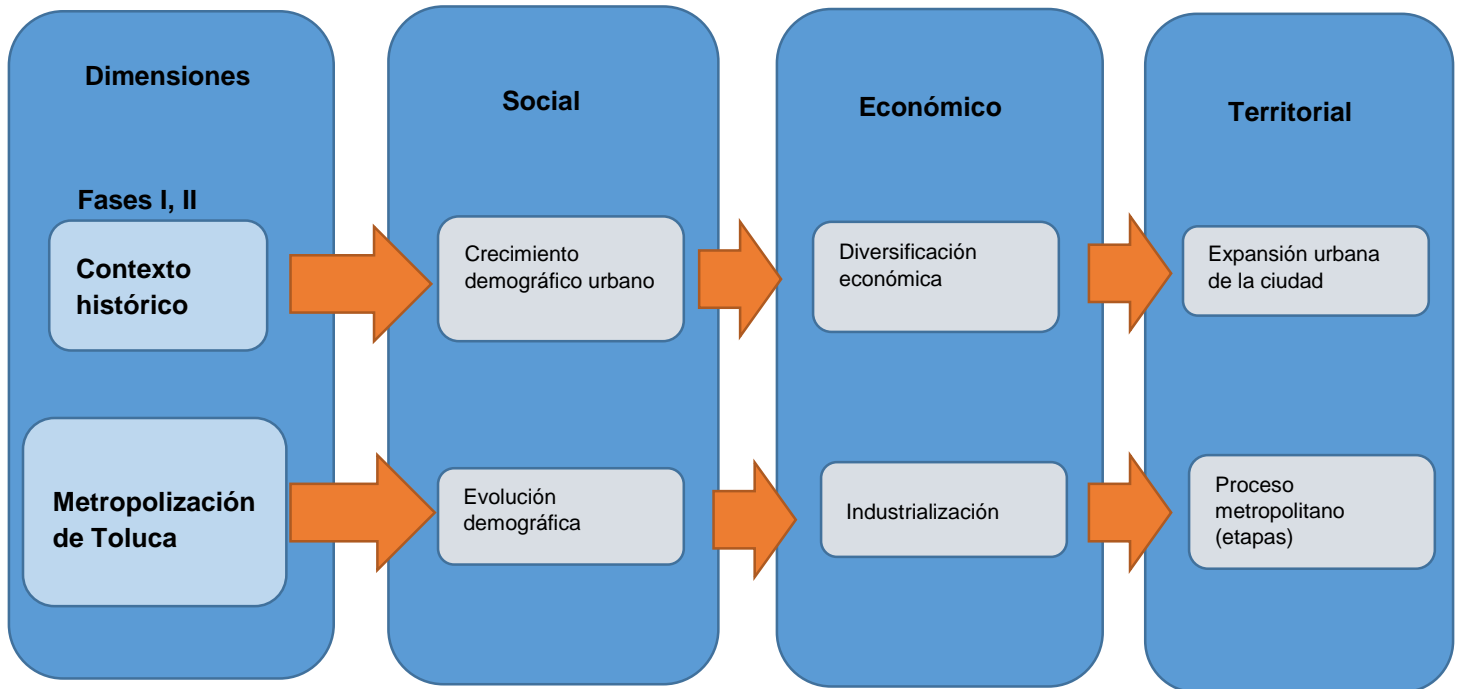 Dimensiones
Social
Económico
Territorial
Fases I, II
Contexto
histórico
Crecimiento
demográfico urbano
Diversificación
económica
Expansión urbana
de la ciudad
Metropolización
de Toluca
Evolución
demográfica
Industrialización
Proceso
metropolitano
(etapas)